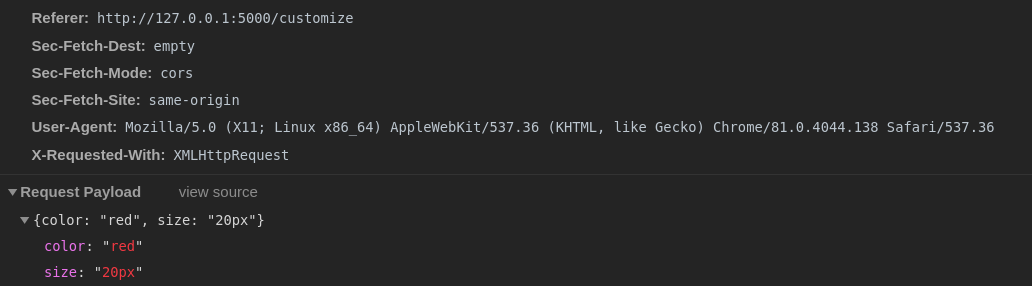 Referer: http://127.0.0.1:5000/customize
Sec-Fetch-Dest: empty
Sec-Fetch-Mode: cors
Sec-Fetch-Site: same-origin
User-Agent: Mozilla/5.0 (X11; Linux x86_64) AppleWebKit/537.36 (KHTML, like Gecko) Chrome/81.0.4044.138 Safari/537.36
X-Requested-With: XMLHttpRequest
Request Payload view source
{color: "red", size: "20px"}
color: "red"
size: "20px"